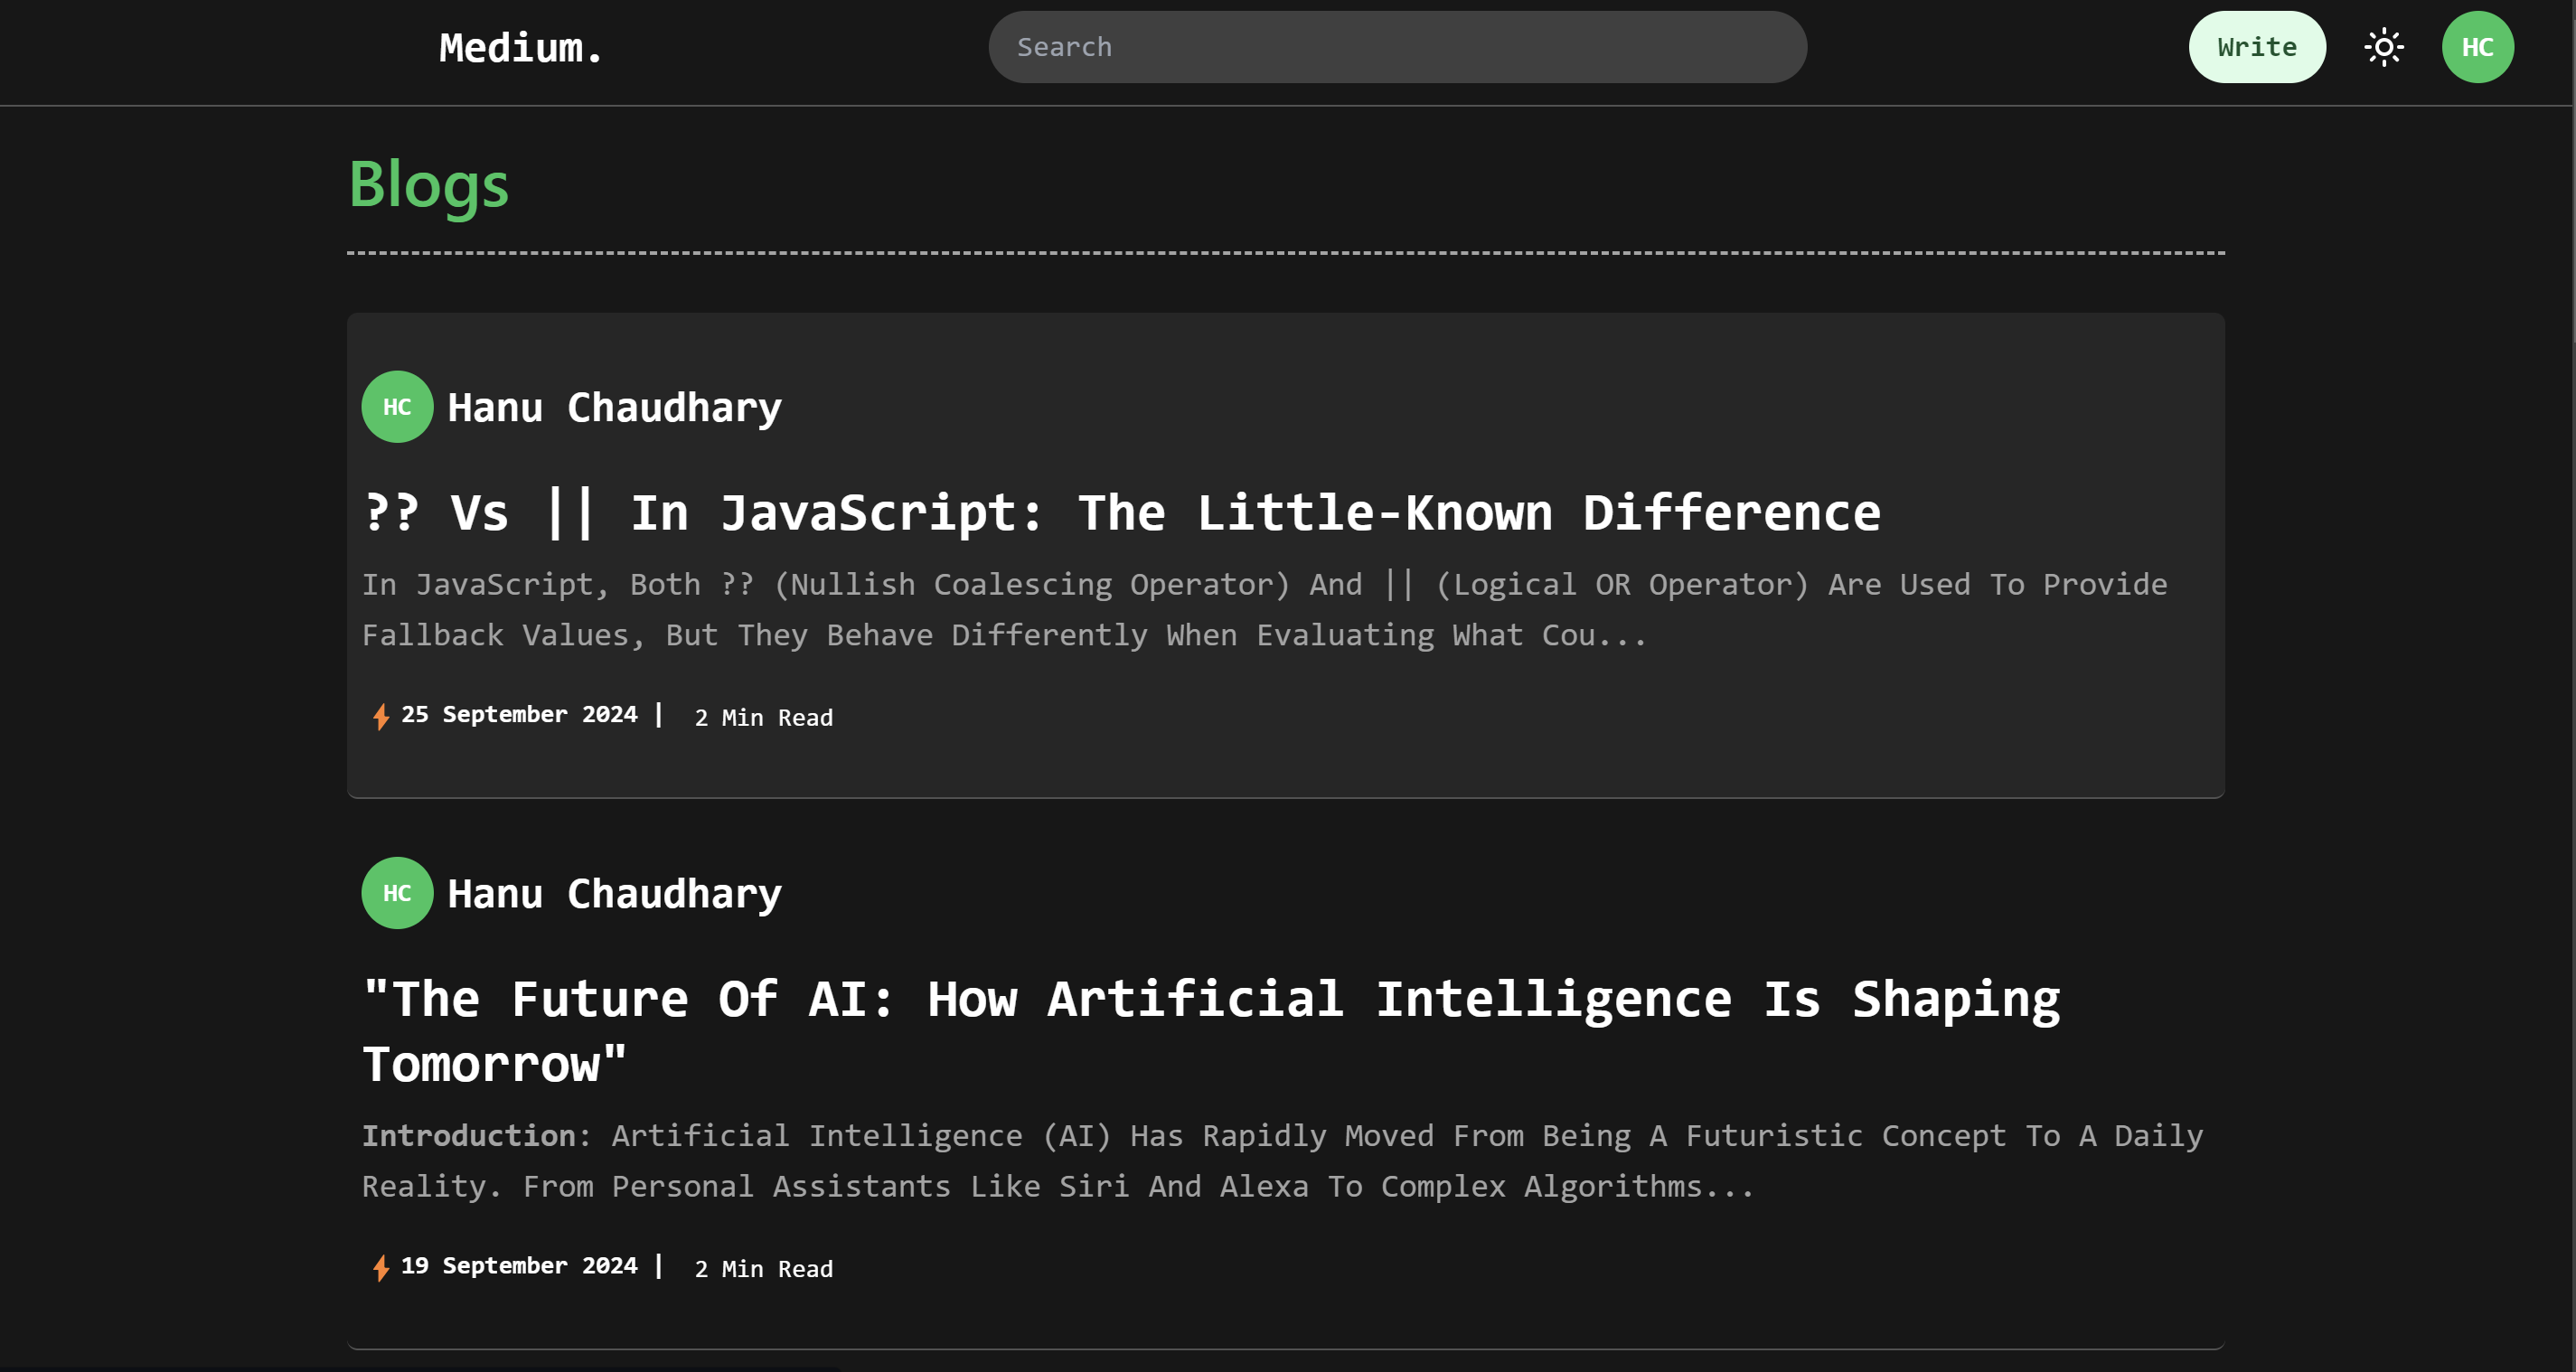 Medium.
Search
Write
HC
Blogs
HC Hanu Chaudhary
?? Vs || In JavaScript: The Little-Known Difference
In JavaScript, Both ?? (Nullish Coalescing Operator) And || (Logical OR Operator) Are Used To Provide
Fallback Values, But They Behave Differently When Evaluating What Cou...
25 September 2024 | 2 Min Read
HC Hanu Chaudhary
"The Future Of AI: How Artificial Intelligence Is Shaping
Tomorrow"
Introduction: Artificial Intelligence (AI) Has Rapidly Moved From Being A Futuristic Concept To A Daily
Reality. From Personal Assistants Like Siri And Alexa To Complex Algorithms...
19 September 2024 | 2 Min Read